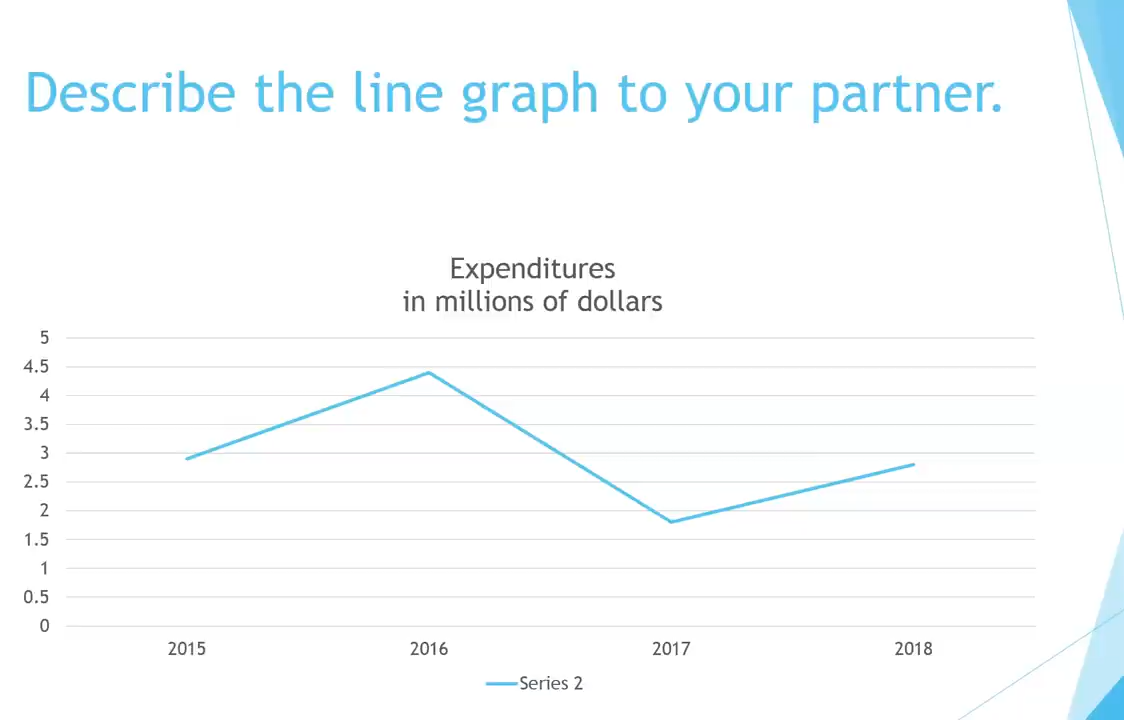 Describe the line graph to your partner.
Expenditures
in millions of dollars
5
4.5
4
3.5
3
2.5
2
1.5
1
0.5
0
2015 2016 2017 2018
Series 2